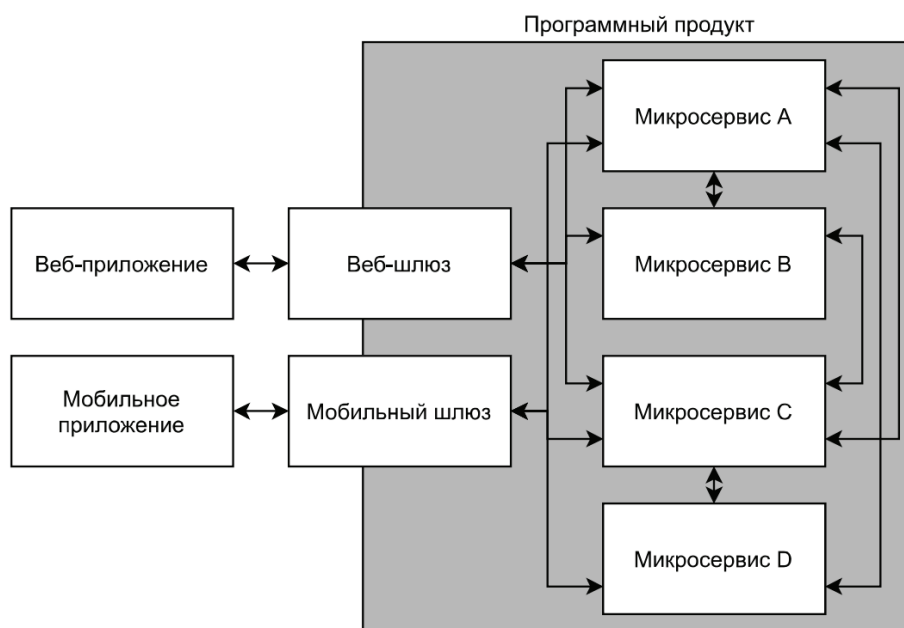 Программный продукт
Микросервис A
Веб-приложение
Веб-шлюз
Микросервис B
Мобильное
приложение
Мобильный шлюз
Микросервис C
Микросервис D